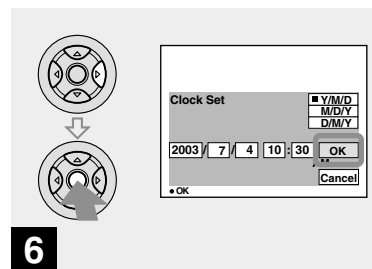 Clock Set
Y/M/D
M/D/Y
D/M/Y
2003 / 7 / 4 10 : 30 OK
Cancel
OK
6